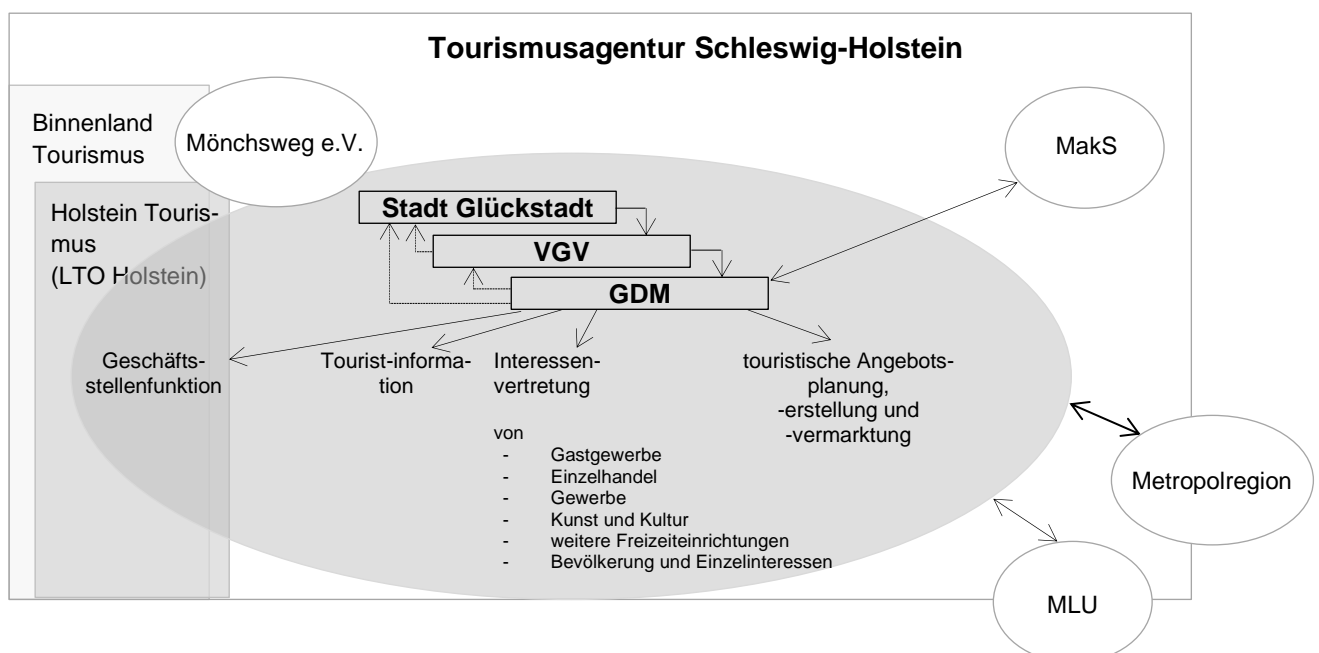 Tourismusagentur Schleswig-Holstein
Binnenland
Tourismus
Mönchsweg e.V.
MakS
Holstein Touris-
mus
(LTO Holstein)
Stadt Glückstadt
VGV
GDM
Geschäfts-
stellenfunktion
Tourist-informa-
tion
Interessen-
vertretung
von
- Gastgewerbe
- Einzelhandel
- Gewerbe
- Kunst und Kultur
- weitere Freizeiteinrichtungen
- Bevölkerung und Einzelinteressen
touristische Angebots-
planung,
-erstellung und
-vermarktung
Metropolregion
MLU